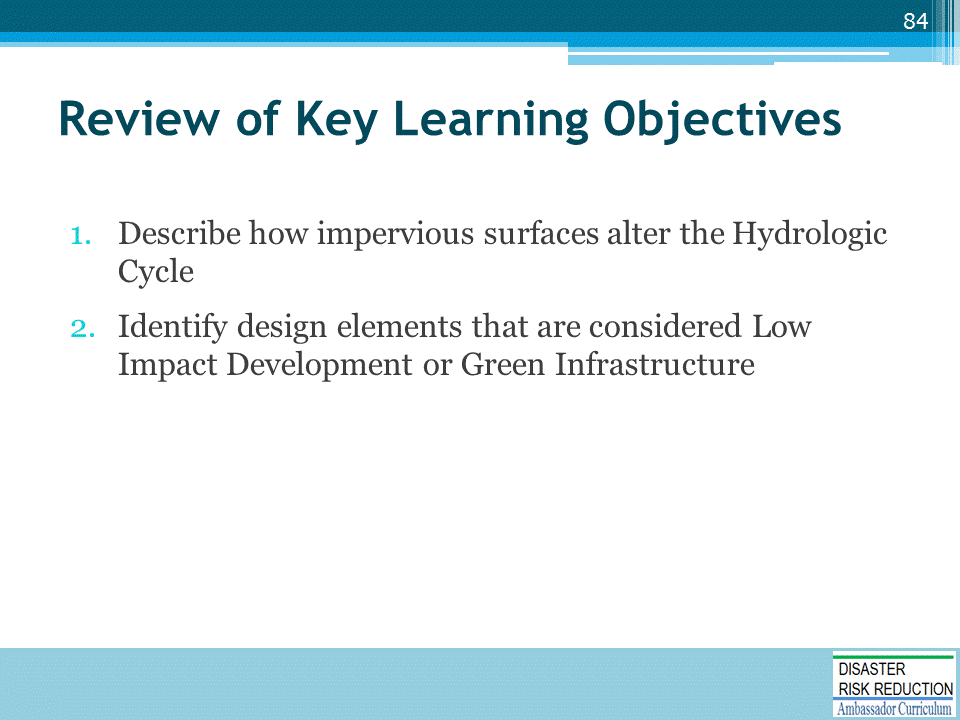 84
Review of Key Learning Objectives
1. Describe how impervious surfaces alter the Hydrologic
Cycle
2. Identify design elements that are considered Low
Impact Development or Green Infrastructure
DISASTER
RISK REDUCTION
Ambassador Curriculum